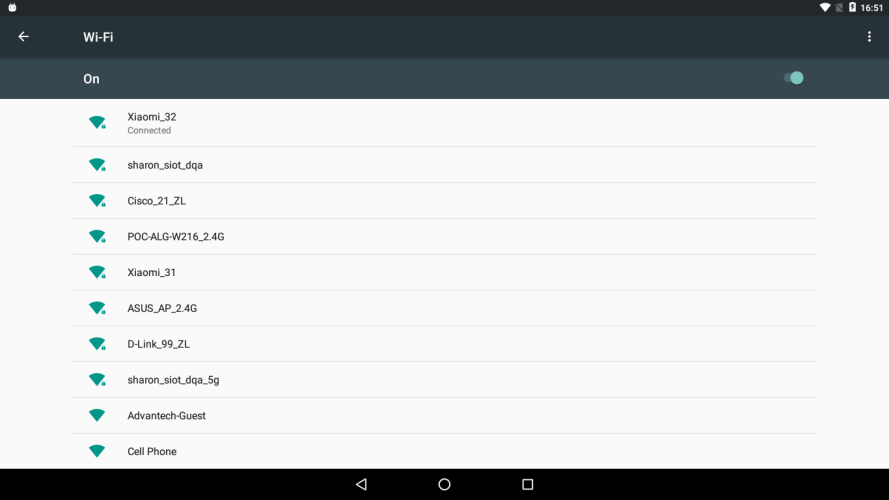 16:51
Wi-Fi
On
Xiaomi_32
Connected
sharon_siot_dqa
Cisco_21_ZL
POC-ALG-W216_2.4G
Xiaomi_31
ASUS_AP_2.4G
D-Link_99_ZL
sharon_siot_dqa_5g
Advantech-Guest
Cell Phone